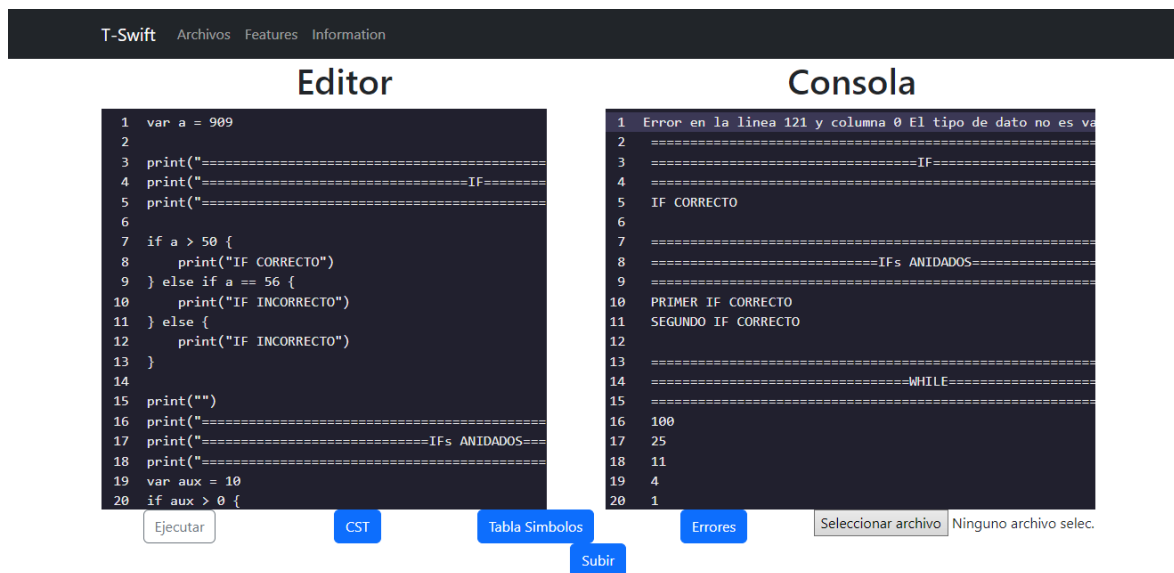 T-Swift Archivos Features Information
Editor
1 var a = 909
2
3 print("============================================
4 print("==================================IF========
5 print("============================================
6
7 if a > 50 {
8 print("IF CORRECTO")
9 } else if a == 56 {
10 print("IF INCORRECTO")
11 } else {
12 print("IF INCORRECTO")
13 }
14
15 print("")
16 print("============================================
17 print("=============================IFs ANIDADOS===
18 print("============================================
19 var aux = 10
20 if aux > 0 {
Consola
1 Error en la linea 121 y columna 0 El tipo de dato no es va
2 =========================================================
3 ==================================IF=====================
4 =========================================================
5 IF CORRECTO
6
7 =========================================================
8 =============================IFs ANIDADOS================
9 =========================================================
10 PRIMER IF CORRECTO
11 SEGUNDO IF CORRECTO
12
13 =========================================================
14 =================================WHILE===================
15 =========================================================
16 100
17 25
18 11
19 4
20 1
Ejecutar CST Tabla Simbolos Errores Seleccionar archivo Ninguno archivo selec.
Subir